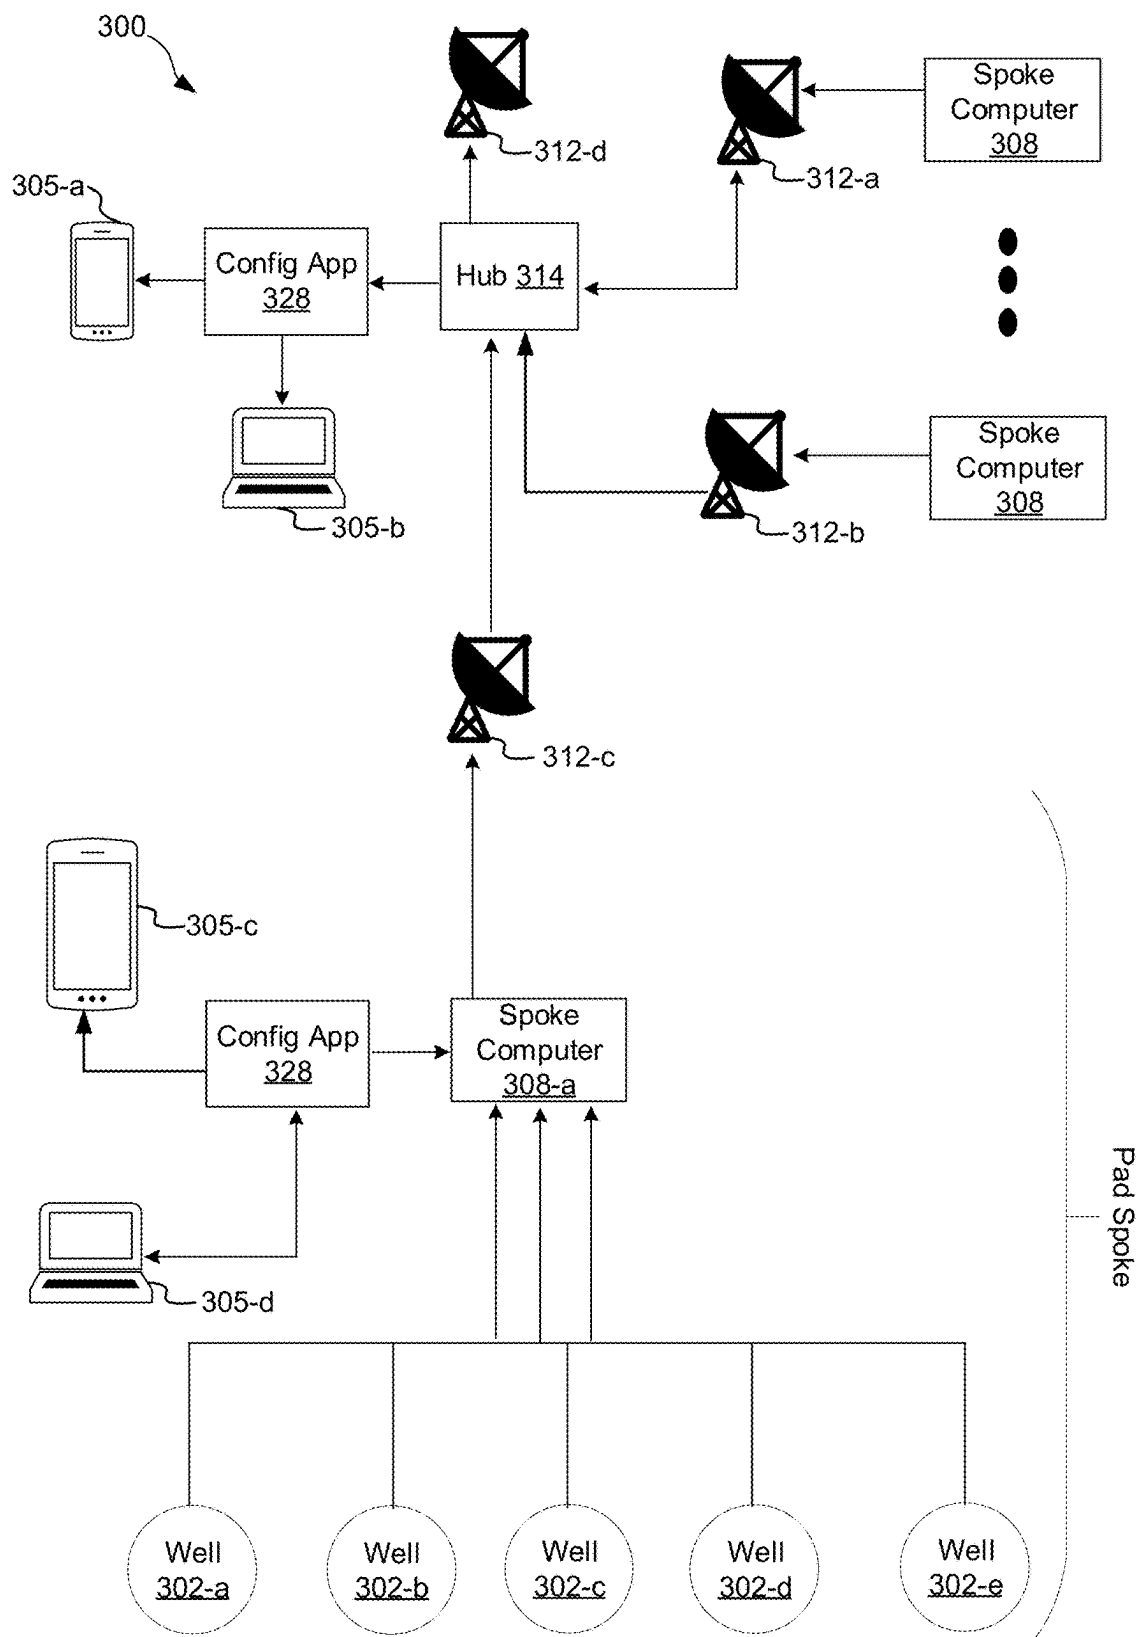 300
312-d
312-a
Spoke
Computer
308
305-a
Config App
328
Hub 314
305-b
312-b
Spoke
Computer
308
312-c
305-c
Config App
328
Spoke
Computer
308-a
305-d
Pad Spoke
Well
302-a
Well
302-b
Well
302-c
Well
302-d
Well
302-e